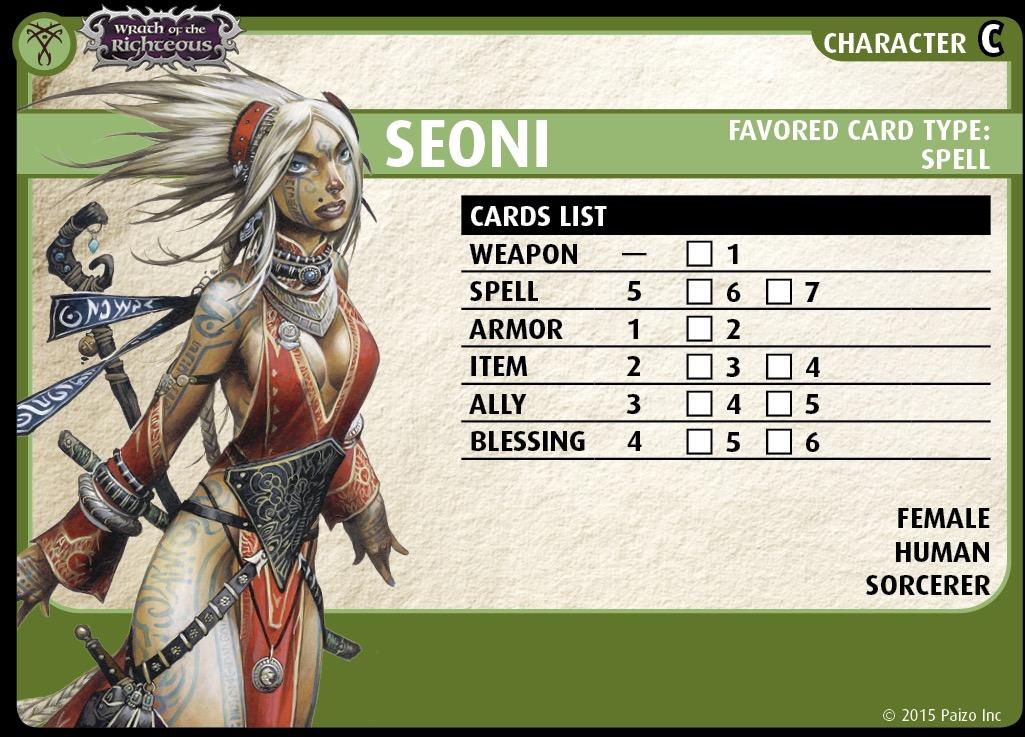 WRATH OF THE
RIGHTEOUS
CHARACTER C
SEONI
FAVORED CARD TYPE:
SPELL
CARDS LIST
WEAPON — ☐ 1
SPELL 5 ☐ 6 ☐ 7
ARMOR 1 ☐ 2
ITEM 2 ☐ 3 ☐ 4
ALLY 3 ☐ 4 ☐ 5
BLESSING 4 ☐ 5 ☐ 6
FEMALE
HUMAN
SORCERER
© 2015 Paizo Inc